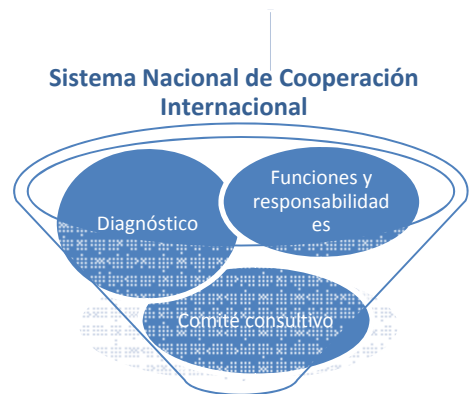 Sistema Nacional de Cooperación
Internacional
Funciones y
responsabilidad
es
Diagnóstico
Comité consultivo